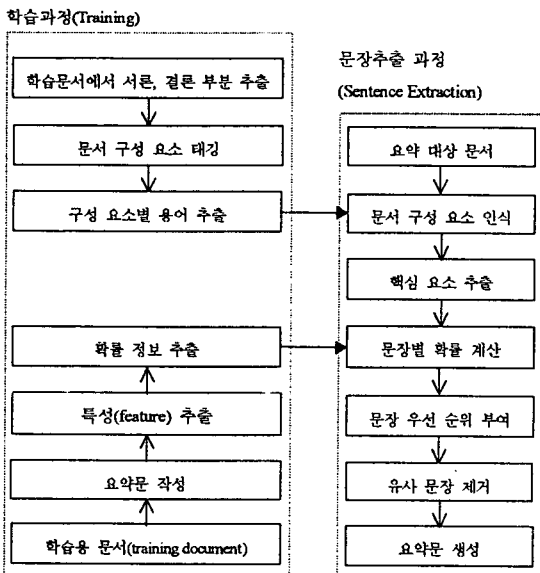 학습과정(Training)
학습문서에서 서론, 결론 부분 추출
문서 구성 요소 태깅
구성 요소별 용어 추출
확률 정보 추출
특성(feature) 추출
요약문 작성
학습용 문서(training document)
문장추출 과정
(Sentence Extraction)
요약 대상 문서
문서 구성 요소 인식
핵심 요소 추출
문장별 확률 계산
문장 우선 순위 부여
유사 문장 제거
요약문 생성